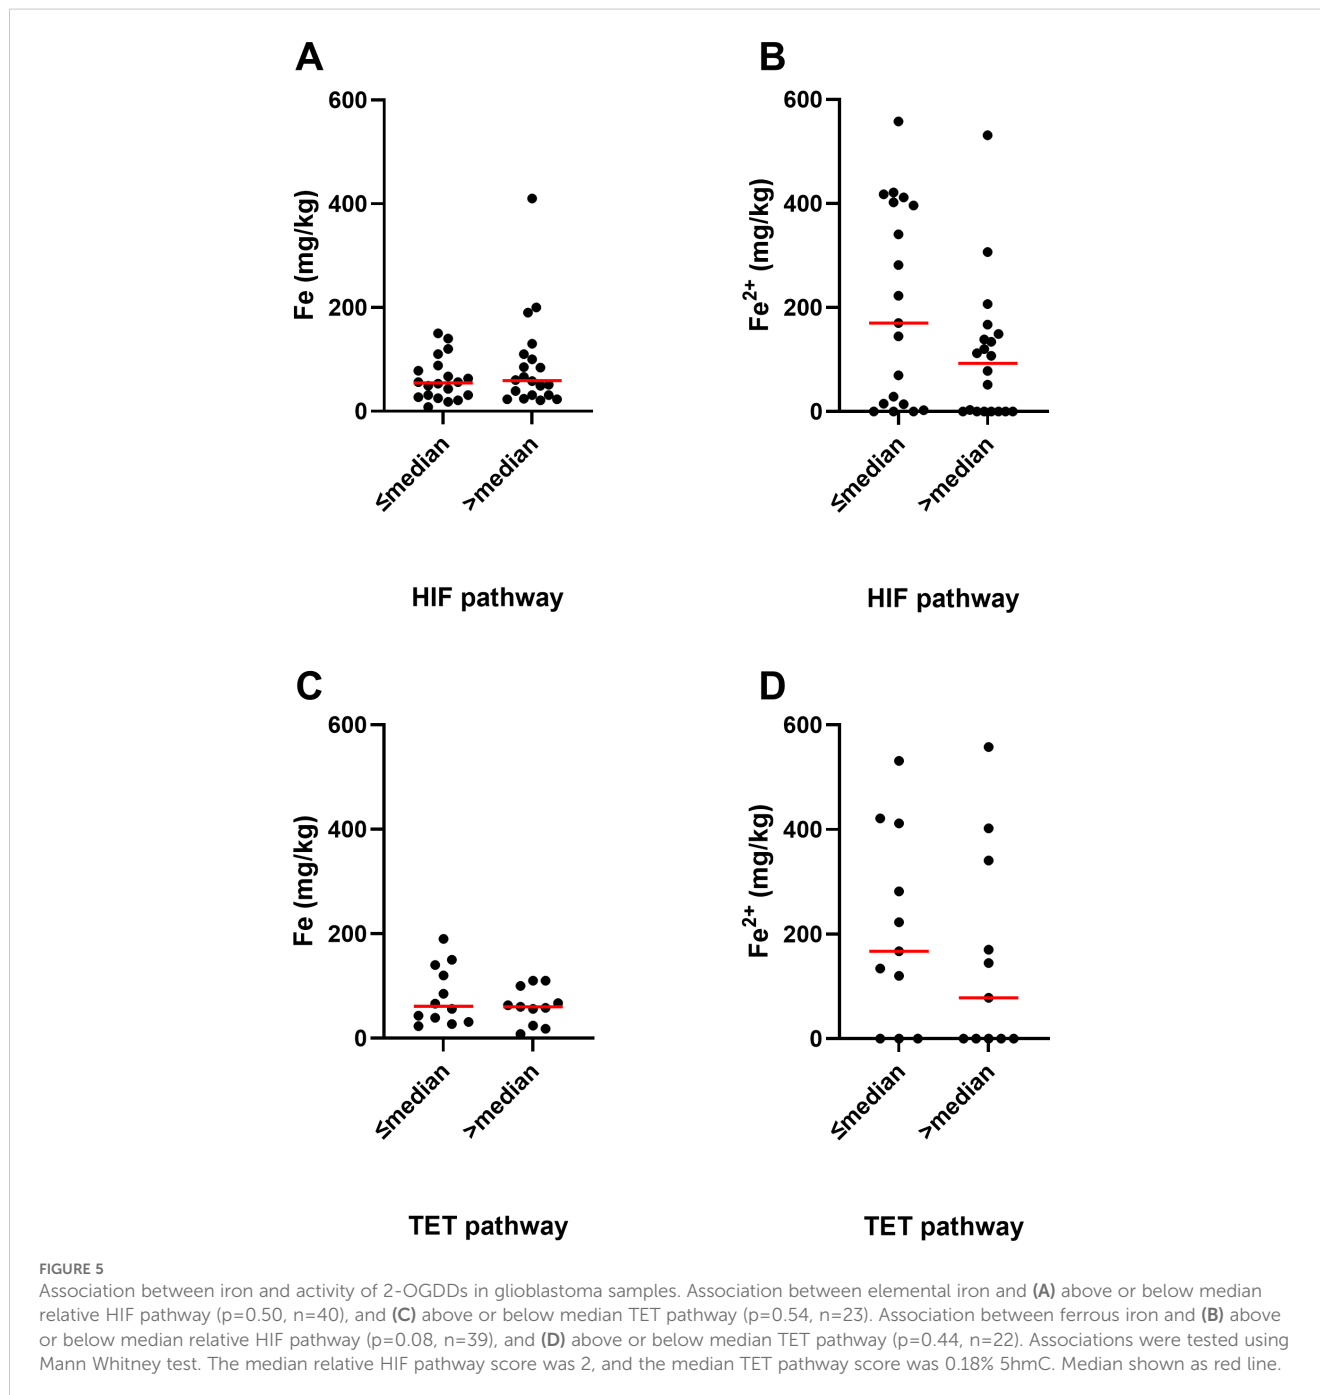 A
B
600
400
200
0
Fe (mg/kg)
≤median
>median
HIF pathway
600
400
200
0
Fe2+ (mg/kg)
≤median
>median
HIF pathway
C
D
600
400
200
0
Fe (mg/kg)
≤median
>median
TET pathway
600
400
200
0
Fe2+ (mg/kg)
≤median
>median
TET pathway
FIGURE 5
Association between iron and activity of 2-OGDDs in glioblastoma samples. Association between elemental iron and (A) above or below median
relative HIF pathway (p=0.50, n=40), and (C) above or below median TET pathway (p=0.54, n=23). Association between ferrous iron and (B) above
or below median relative HIF pathway (p=0.08, n=39), and (D) above or below median TET pathway (p=0.44, n=22). Associations were tested using
Mann Whitney test. The median relative HIF pathway score was 2, and the median TET pathway score was 0.18% 5hmC. Median shown as red line.